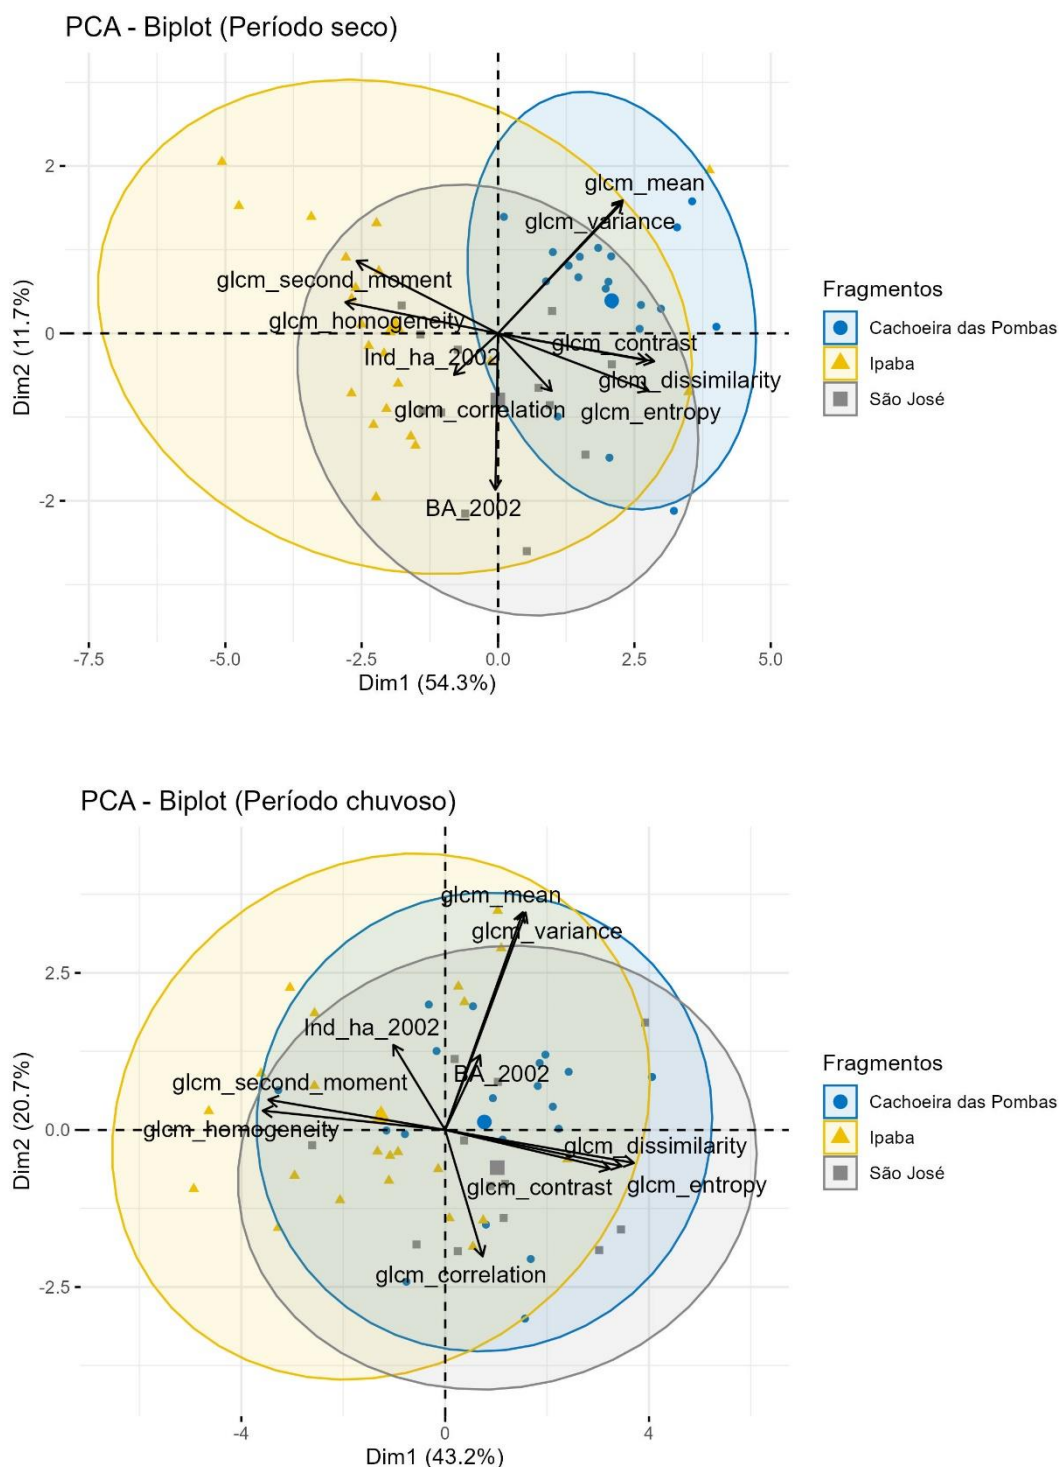 PCA - Biplot (Período seco)
Dim2 (11.7%)
2
0
-2
glcm_mean
glcm_variance
glcm_second_moment
glcm_homogeneity
glcm_contrast
Ind_ha_2002
glcm_dissimilarity
glcm_correlation
glcm_entropy
BA_2002
-7.5
-5.0
-2.5
0.0
2.5
5.0
Dim1 (54.3%)
Fragmentos
Cachoeira das Pombas
Ipaba
São José
PCA - Biplot (Período chuvoso)
Dim2 (20.7%)
2.5
0.0
-2.5
glcm_mean
glcm_variance
Ind_ha_2002
BA_2002
glcm_second_moment
glcm_homogeneity
glcm_dissimilarity
glcm_contrast
glcm_entropy
glcm_correlation
-4
0
4
Dim1 (43.2%)
Fragmentos
Cachoeira das Pombas
Ipaba
São José